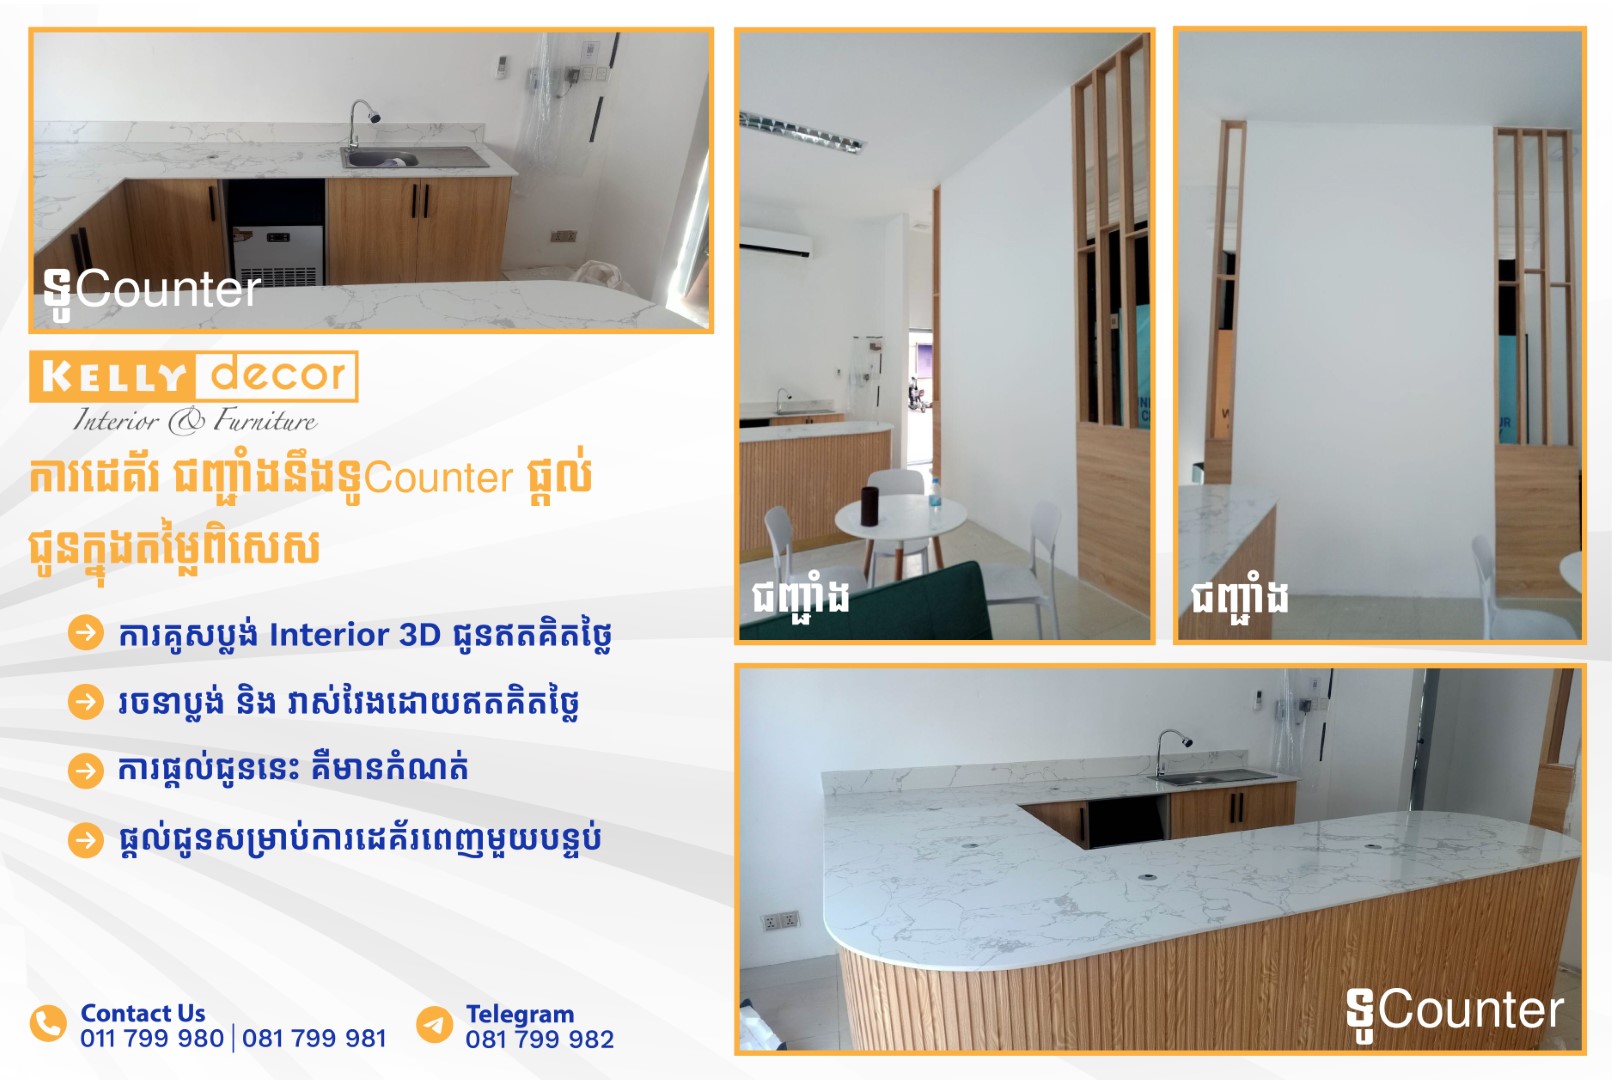 ទូCounter
KELLY decor
Interior & Furniture
ការដេគ័រ ជញ្ជាំងនឹងទូCounter ផ្តល់
ជូនក្នុងតម្លៃពិសេស
ការគូសប្លង់ Interior 3D ជូនឥតគិតថ្លៃ
រចនាប្លង់ និង វាស់វែងដោយឥតគិតថ្លៃ
ការផ្តល់ជូននេះ គឺមានកំណត់
ផ្តល់ជូនសម្រាប់ការដេគ័រពេញមួយបន្ទប់
Contact Us
011 799 980 | 081 799 981
Telegram
081 799 982
ជញ្ជាំង
ជញ្ជាំង
ទូCounter